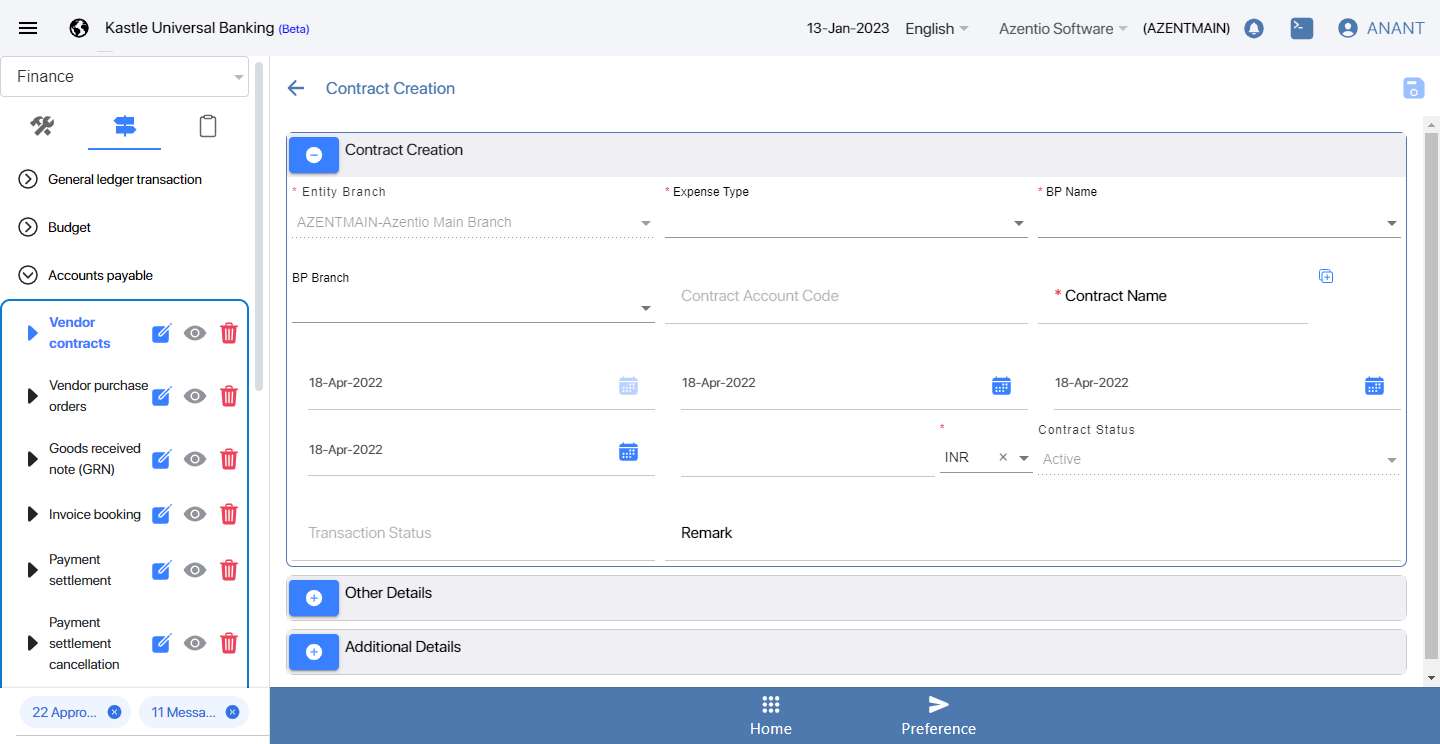 Kastle Universal Banking (Beta)
13-Jan-2023
English
Azentio Software
(AZENTMAIN)
ANANT
Finance
General ledger transaction
Budget
Accounts payable
Vendor
contracts
Vendor purchase
orders
Goods received
note (GRN)
Invoice booking
Payment
settlement
Payment
settlement
cancellation
22 Appro...
11 Messa...
Contract Creation
Contract Creation
* Entity Branch
* Expense Type
* BP Name
AZENTMAIN-Azentio Main Branch
BP Branch
Contract Account Code
* Contract Name
18-Apr-2022
18-Apr-2022
18-Apr-2022
18-Apr-2022
*
INR ×
Contract Status
Active
Transaction Status
Remark
Other Details
Additional Details
Home
Preference